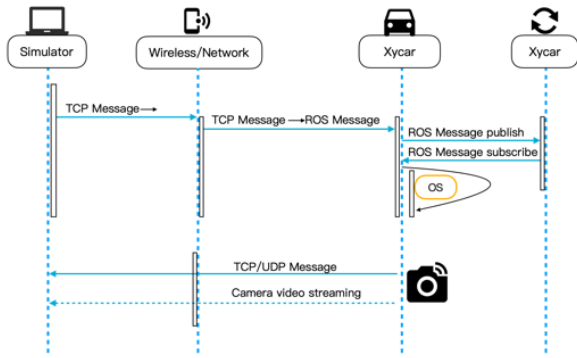 Simulator
Wireless/Network
Xycar
Xycar
TCP Message→
TCP Message →ROS Message
ROS Message publish
ROS Message subscribe
OS
TCP/UDP Message
Camera video streaming